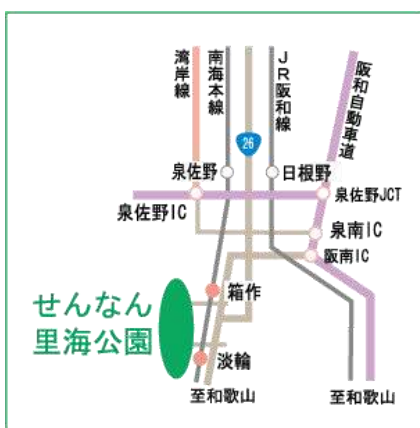 湾岸線
南海本線
JR阪和線
阪和自動車道
26
泉佐野
日根野
泉佐野IC
泉佐野JCT
泉南IC
阪南IC
せんなん
里海公園
箱作
淡輪
至和歌山
至和歌山